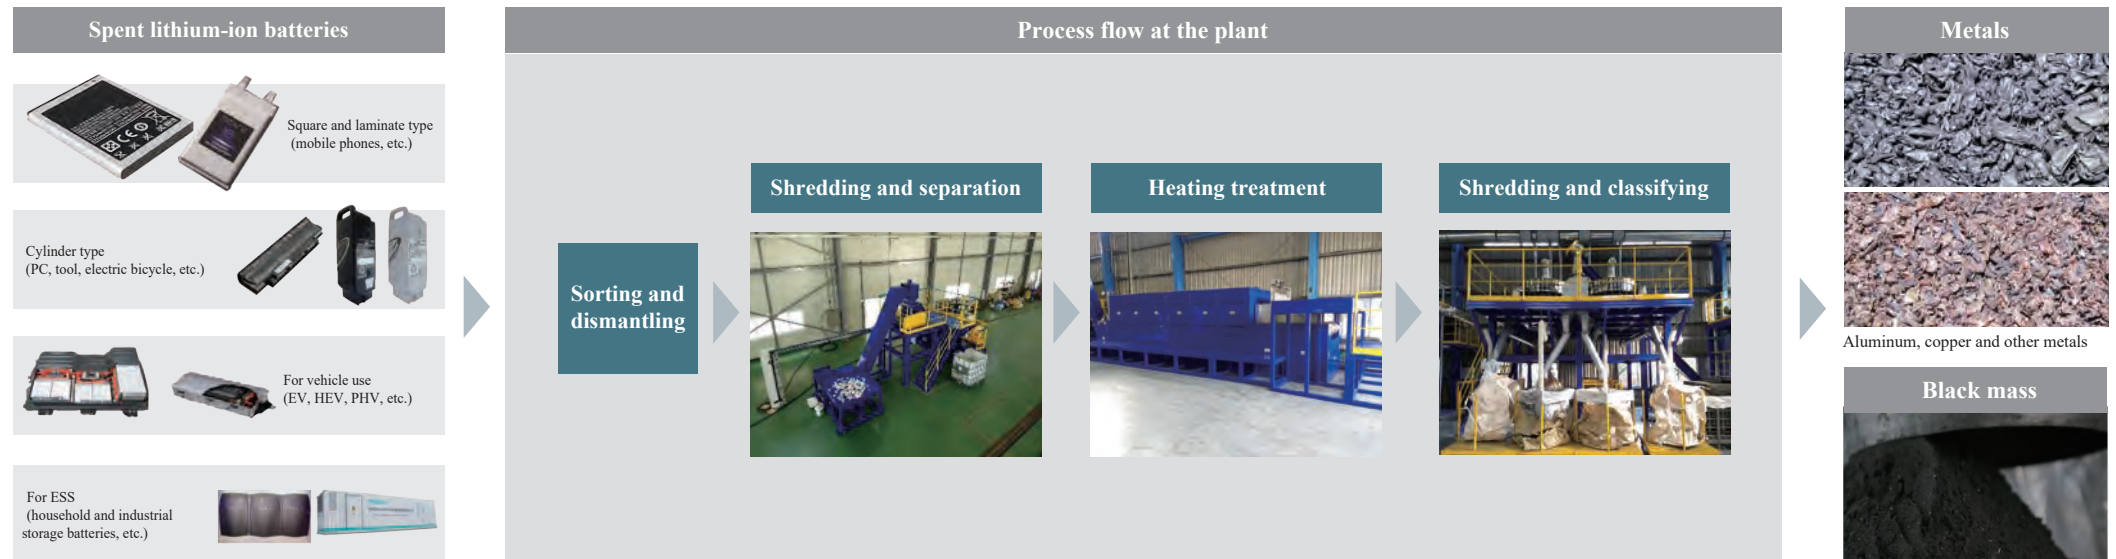 Spent lithium-ion batteries
Square and laminate type
(mobile phones, etc.)
Cylinder type
(PC, tool, electric bicycle, etc.)
For vehicle use
(EV, HEV, PHV, etc.)
For ESS
(household and industrial
storage batteries, etc.)
Process flow at the plant
Sorting and
dismantling
Shredding and separation
Heating treatment
Shredding and classifying
Metals
Aluminum, copper and other metals
Black mass